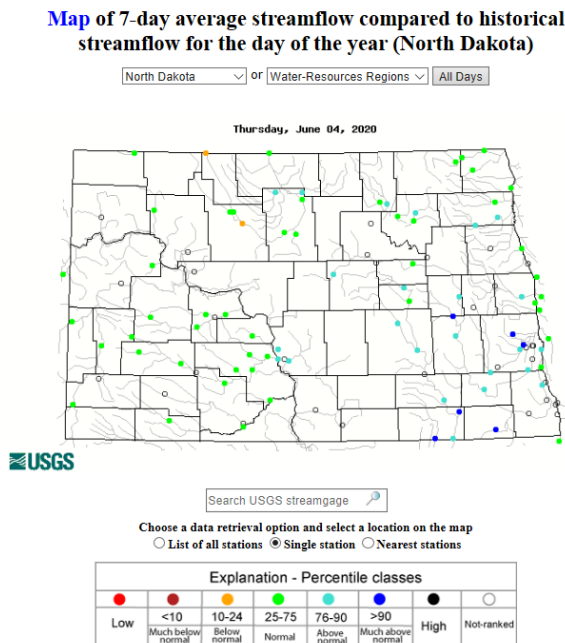 Map of 7-day average streamflow compared to historical
streamflow for the day of the year (North Dakota)
North Dakota or Water-Resources Regions All Days
Thursday, June 04, 2020
USGS
Search USGS streamgage
Choose a data retrieval option and select a location on the map
List of all stations Single station Nearest stations
Explanation - Percentile classes
Low <10 10-24 25-75 76-90 >90 High Not-ranked
Much below normal Below normal Normal Above normal Much above normal